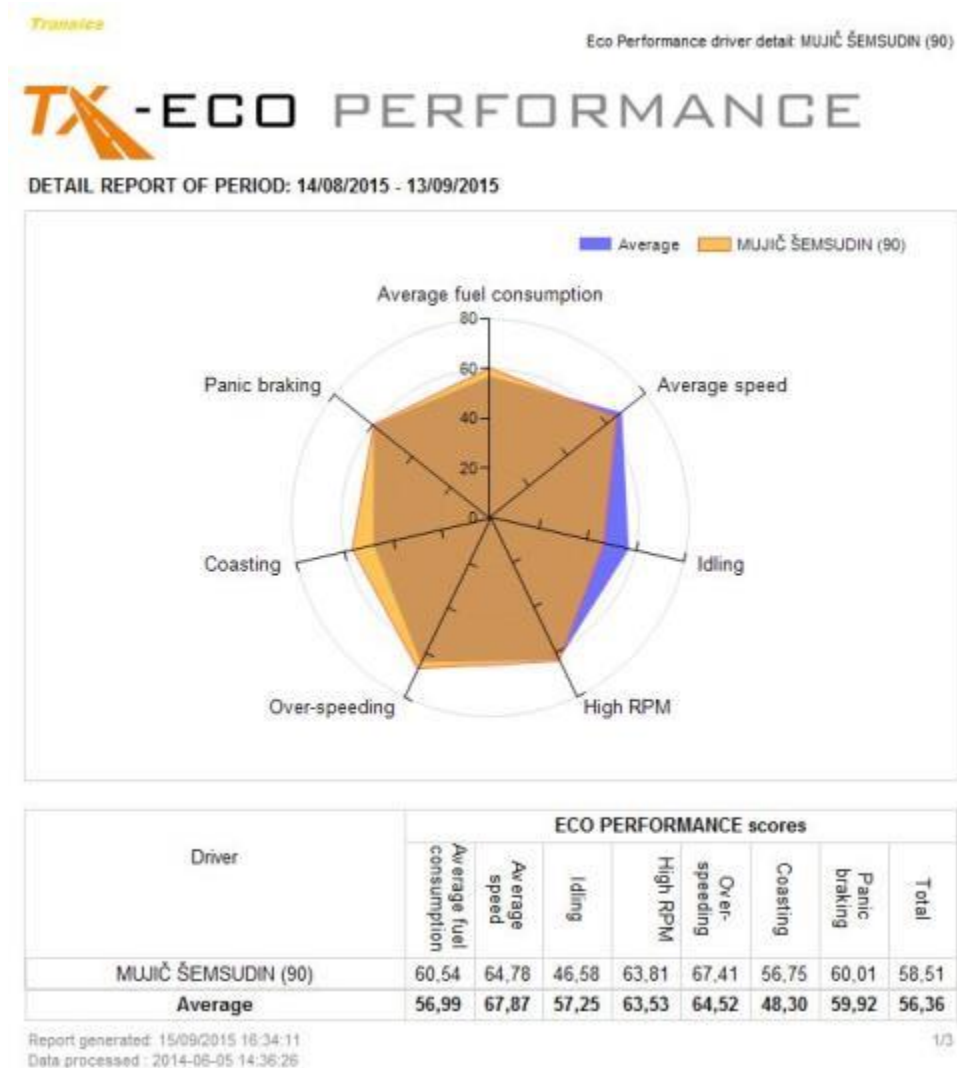 Transics
Eco Performance driver detail: MUJIČ ŠEMSUDIN (90)
TX-ECO PERFORMANCE
DETAIL REPORT OF PERIOD: 14/08/2015 - 13/09/2015
Average MUJIČ ŠEMSUDIN (90)
Average fuel consumption
80
Panic braking
60
Average speed
40
20
0
Coasting
Idling
Over-speeding
High RPM
ECO PERFORMANCE scores
Driver
Average fuel
consumption
Average
speed
Idling
High RPM
Over-
speeding
Coasting
Panic
braking
Total
MUJIČ ŠEMSUDIN (90) 60,54 64,78 46,58 63,81 67,41 56,75 60,01 58,51
Average 56,99 67,87 57,25 63,53 64,52 48,30 59,92 56,36
Report generated: 15/09/2015 16:34:11
1/3
Data processed : 2014-06-05 14:36:26